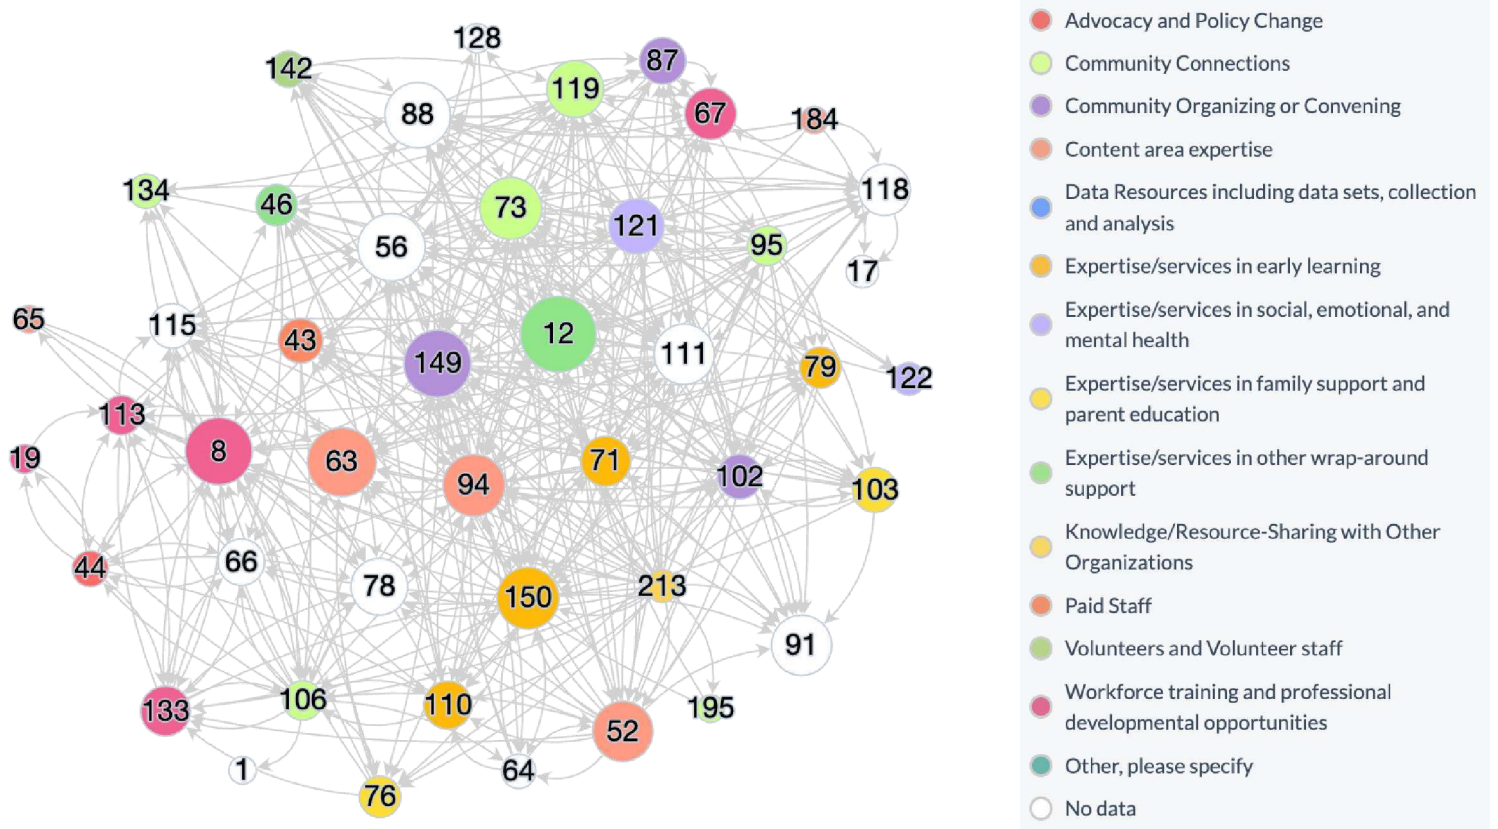 128
87
142
119
88
67
184
118
134
46
73
121
56
95
17
65
115
43
12
149
111
79
122
113
8
63
71
19
94
102
103
44
66
78
150
213
91
133
106
110
195
52
1
64
76
Advocacy and Policy Change
Community Connections
Community Organizing or Convening
Content area expertise
Data Resources including data sets, collection
and analysis
Expertise/services in early learning
Expertise/services in social, emotional, and
mental health
Expertise/services in family support and
parent education
Expertise/services in other wrap-around
support
Knowledge/Resource-Sharing with Other
Organizations
Paid Staff
Volunteers and Volunteer staff
Workforce training and professional
developmental opportunities
Other, please specify
No data